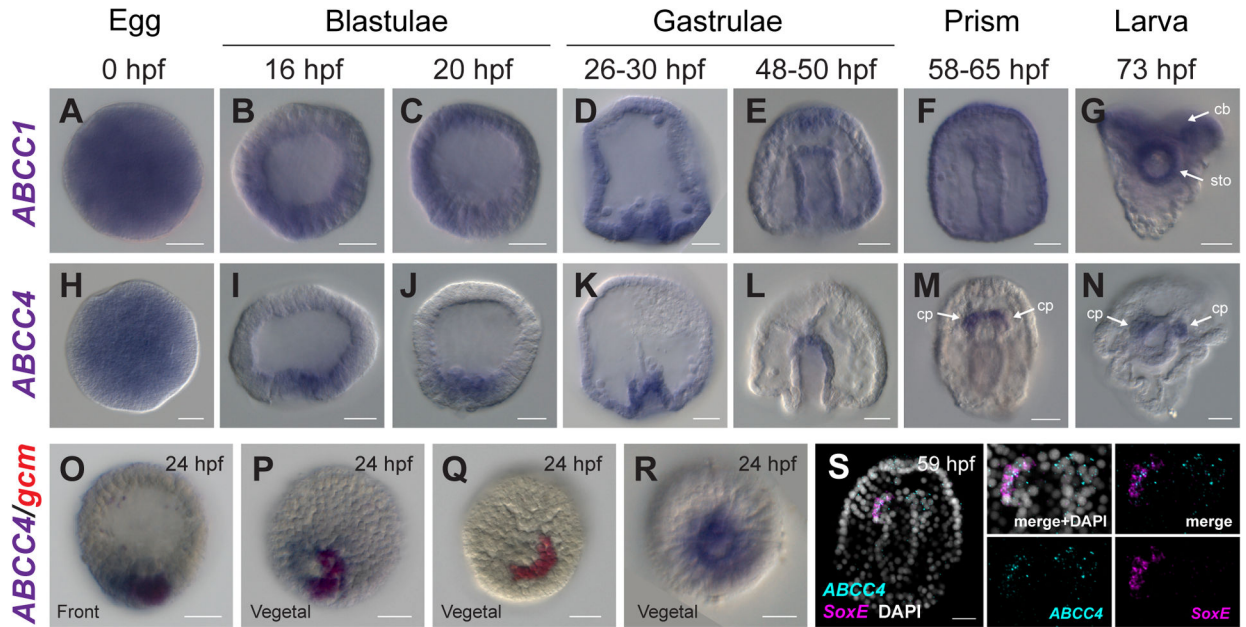 Egg Blastulae Gastrulae Prism Larva
0 hpf 16 hpf 20 hpf 26-30 hpf 48-50 hpf 58-65 hpf 73 hpf
ABCC1
A B C D E F G cb
sto
ABCC4
H I J K L M N
cp cp cp cp
ABCC4/gcm
O 24 hpf P 24 hpf Q 24 hpf R 24 hpf S 59 hpf
Front Vegetal Vegetal Vegetal
ABCC4
SoxE DAPI
merge+DAPI merge
ABCC4 SoxE